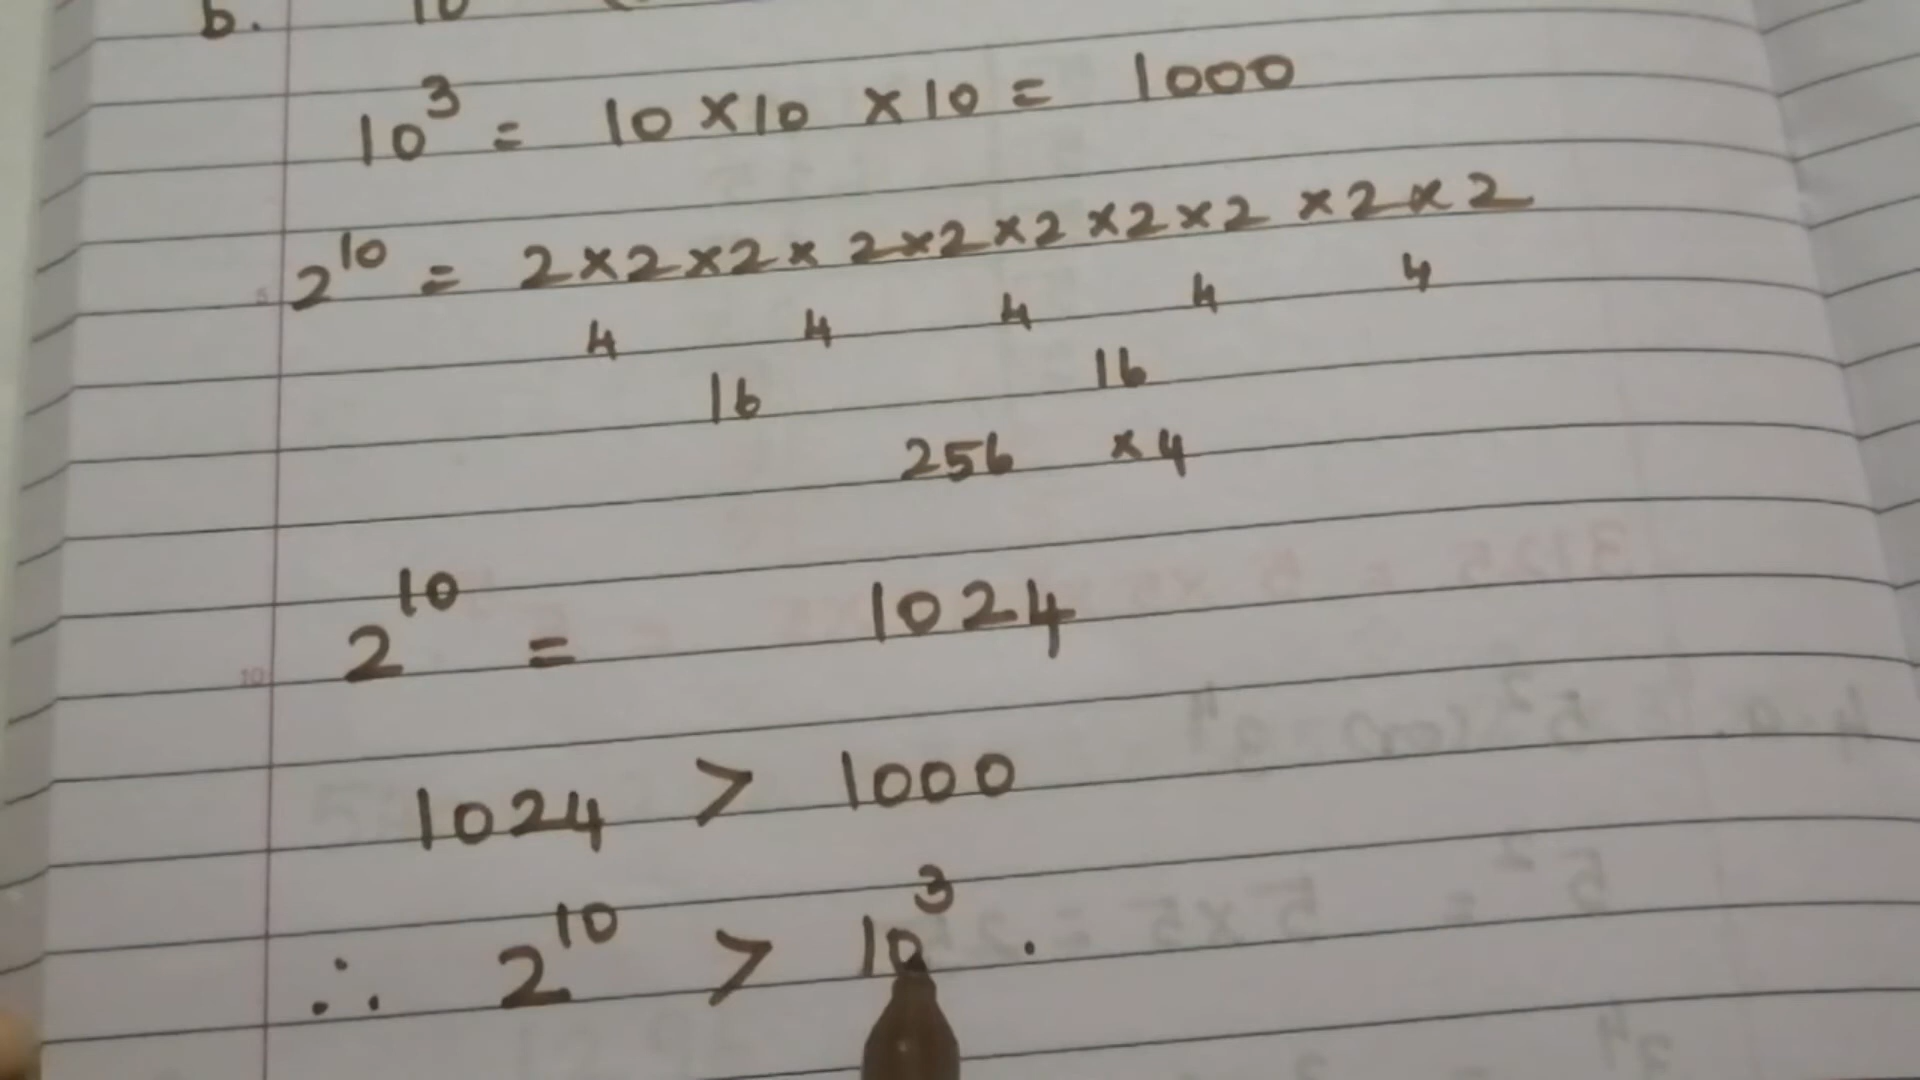 b. 10
10³ = 10 × 10 × 10 = 1000
2¹⁰ = 2 × 2 × 2 × 2 × 2 × 2 × 2 × 2 × 2 × 2
4 4 4 4 4
16 16
256 × 4
2¹⁰ = 1024
1024 > 1000
∴ 2¹⁰ > 10³ .